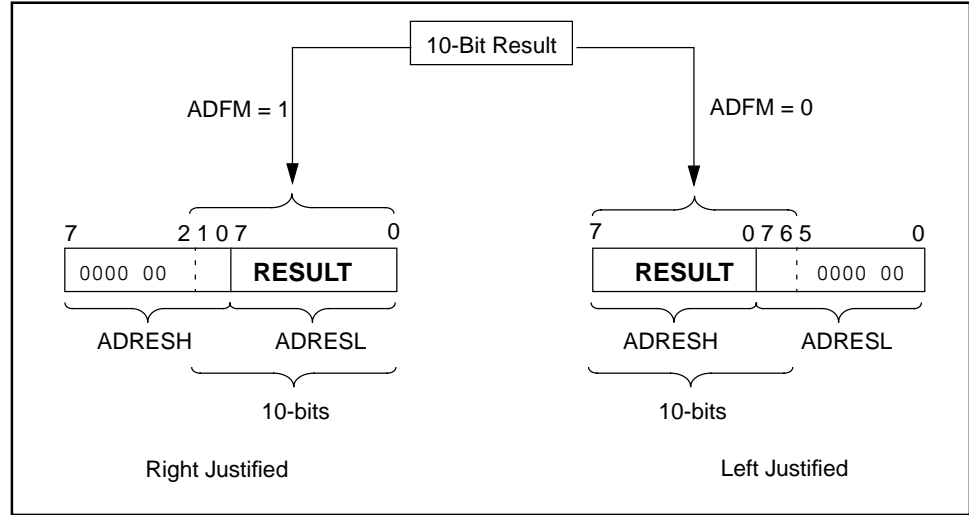 10-Bit Result
ADFM = 1
ADFM = 0
7 2 1 0 7 0
0000 00 RESULT
ADRESH ADRESL
10-bits
Right Justified
7 0 7 6 5 0
RESULT 0000 00
ADRESH ADRESL
10-bits
Left Justified